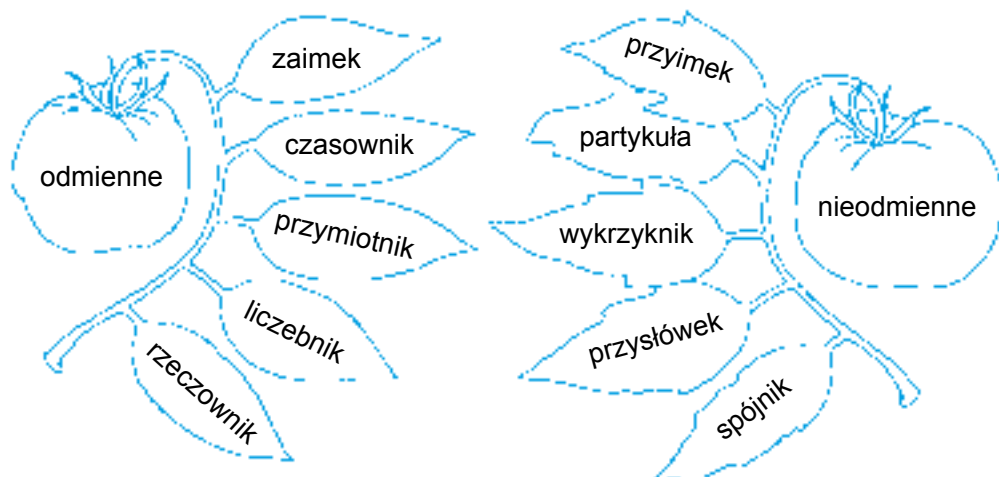 zaimek
czasownik
odmienne
przymiotnik
liczebnik
rzeczownik
przyimek
partykuła
nieodmienne
wykrzyknik
przysłówek
spójnik